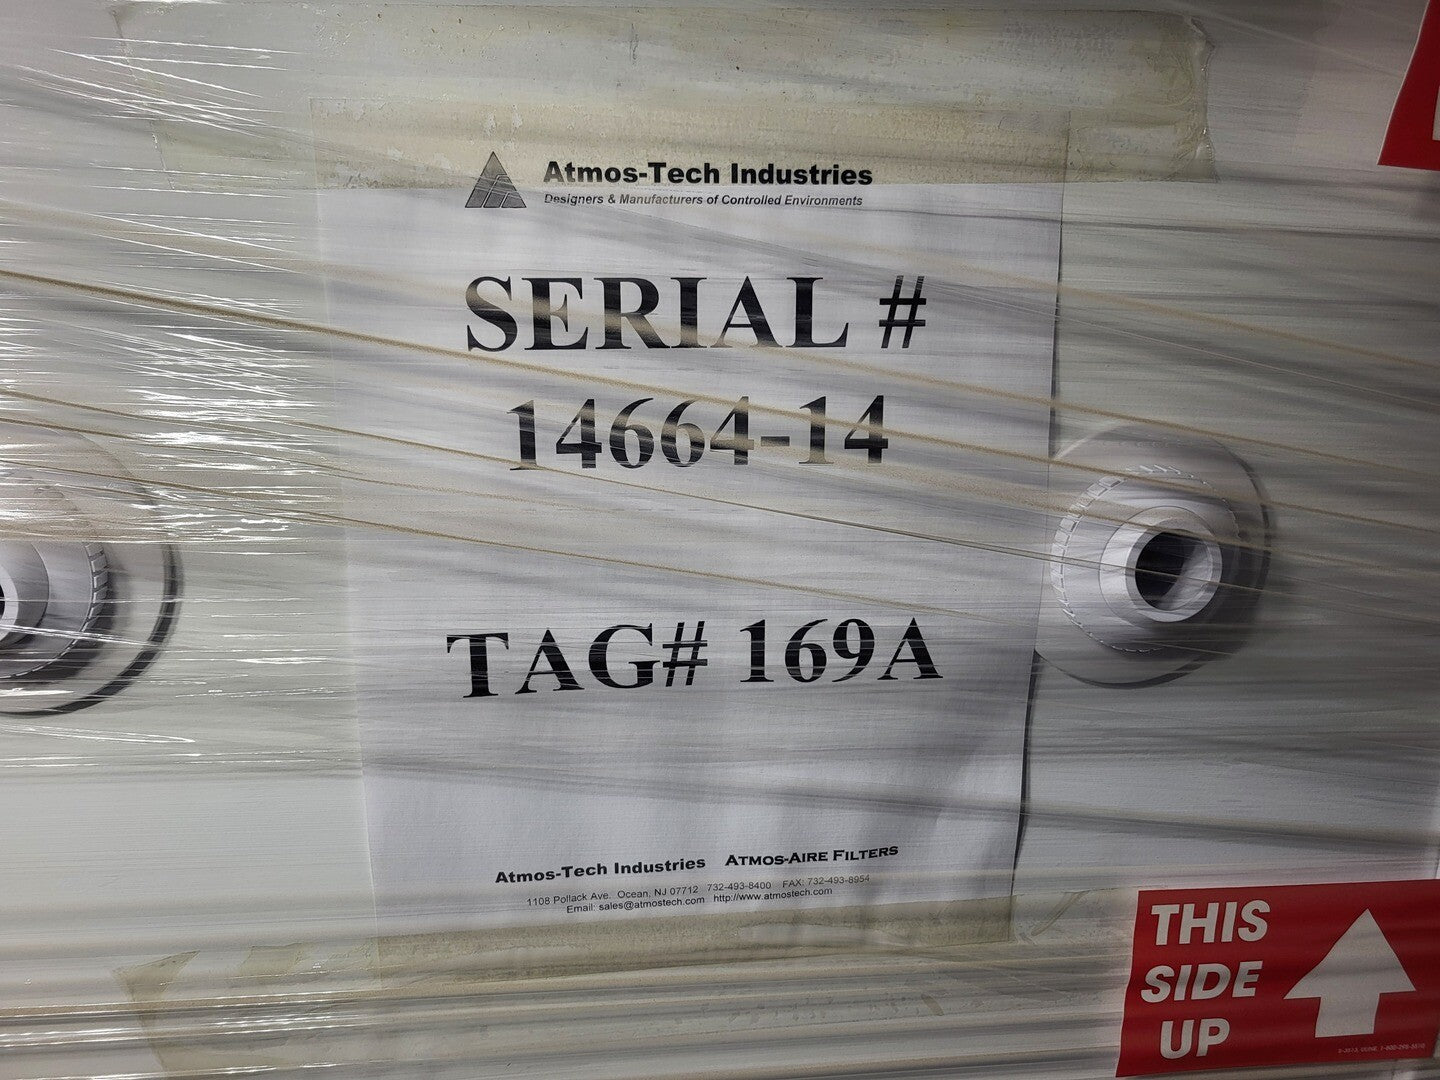 Atmos-Tech Industries
Designers & Manufacturers of Controlled Environments
SERIAL #
14664-14
TAG# 169A
Atmos-Tech Industries ATMOS-AIRE FILTERS
1108 Pollack Ave. Ocean, NJ 07712 732-493-8400 FAX: 732-493-8954
Email: sales@atmostech.com http://www.atmostech.com
THIS
SIDE
UP